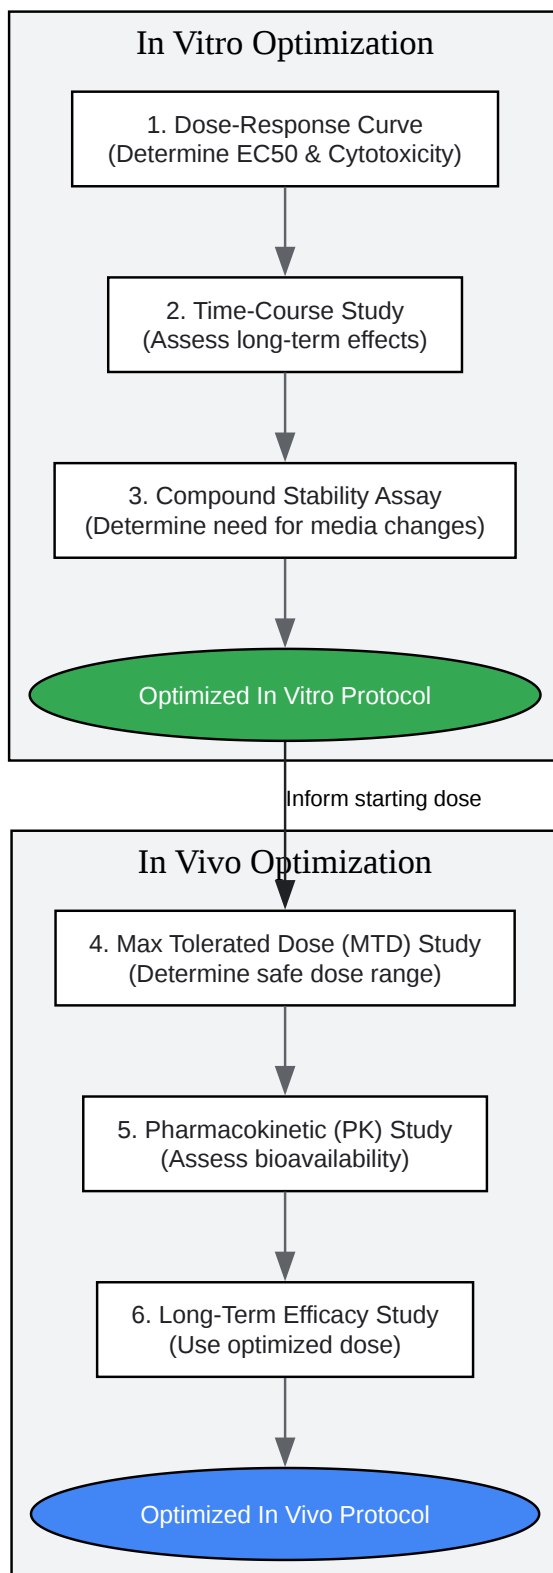 In Vitro Optimization
1. Dose-Response Curve
(Determine EC50 & Cytotoxicity)
2. Time-Course Study
(Assess long-term effects)
3. Compound Stability Assay
(Determine need for media changes)
Optimized In Vitro Protocol
Inform starting dose
In Vivo Optimization
4. Max Tolerated Dose (MTD) Study
(Determine safe dose range)
5. Pharmacokinetic (PK) Study
(Assess bioavailability)
6. Long-Term Efficacy Study
(Use optimized dose)
Optimized In Vivo Protocol